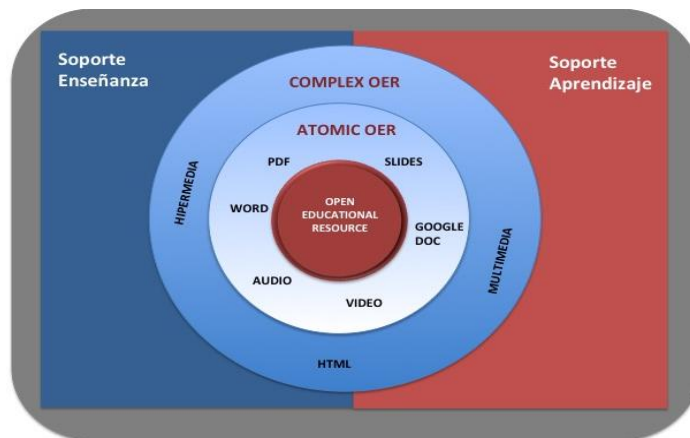 Soporte
Enseñanza
Soporte
Aprendizaje
COMPLEX OER
ATOMIC OER
PDF
SLIDES
HIPERMEDIA
WORD
OPEN
EDUCATIONAL
RESOURCE
GOOGLE
DOC
MULTIMEDIA
AUDIO
VIDEO
HTML